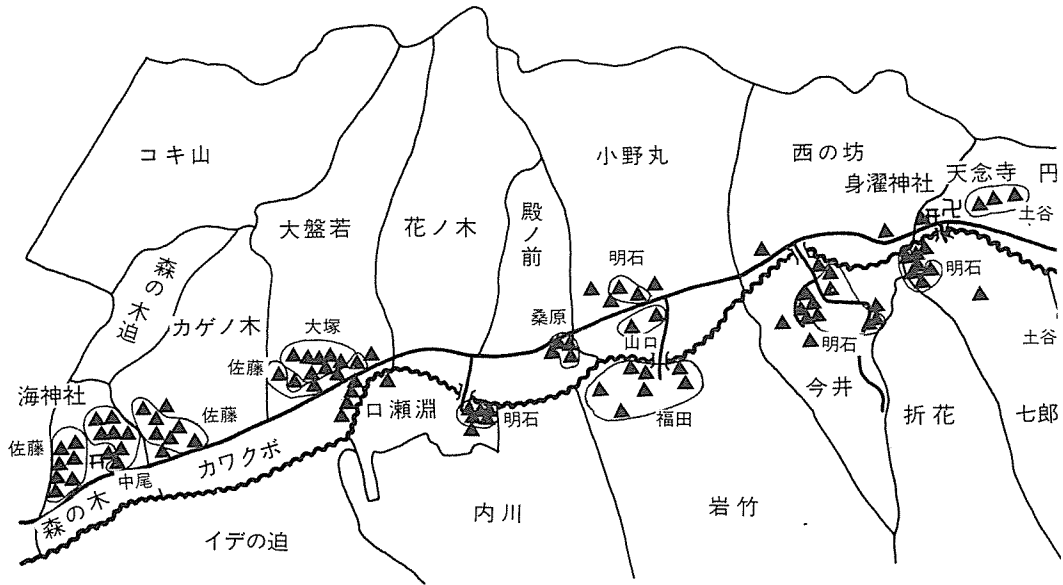 コキ山
森の木迫
カゲノ木
大盤若
花ノ木
殿ノ前
小野丸
西の坊
身濯神社
天念寺
円
土谷
明石
大塚
佐藤
桑原
明石
山口
明石
土谷
海神社
佐藤
佐藤
中尾
口瀬淵
明石
福田
今井
折花
七郎
カワクボ
森の木
イデの迫
内川
岩竹